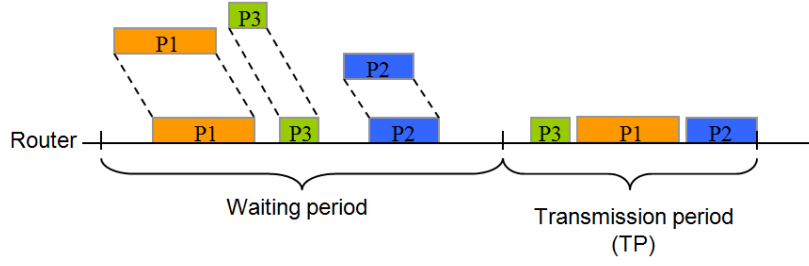 P3
P1
P2
Router
P1
P3
P2
P3
P1
P2
Waiting period
Transmission period
(TP)